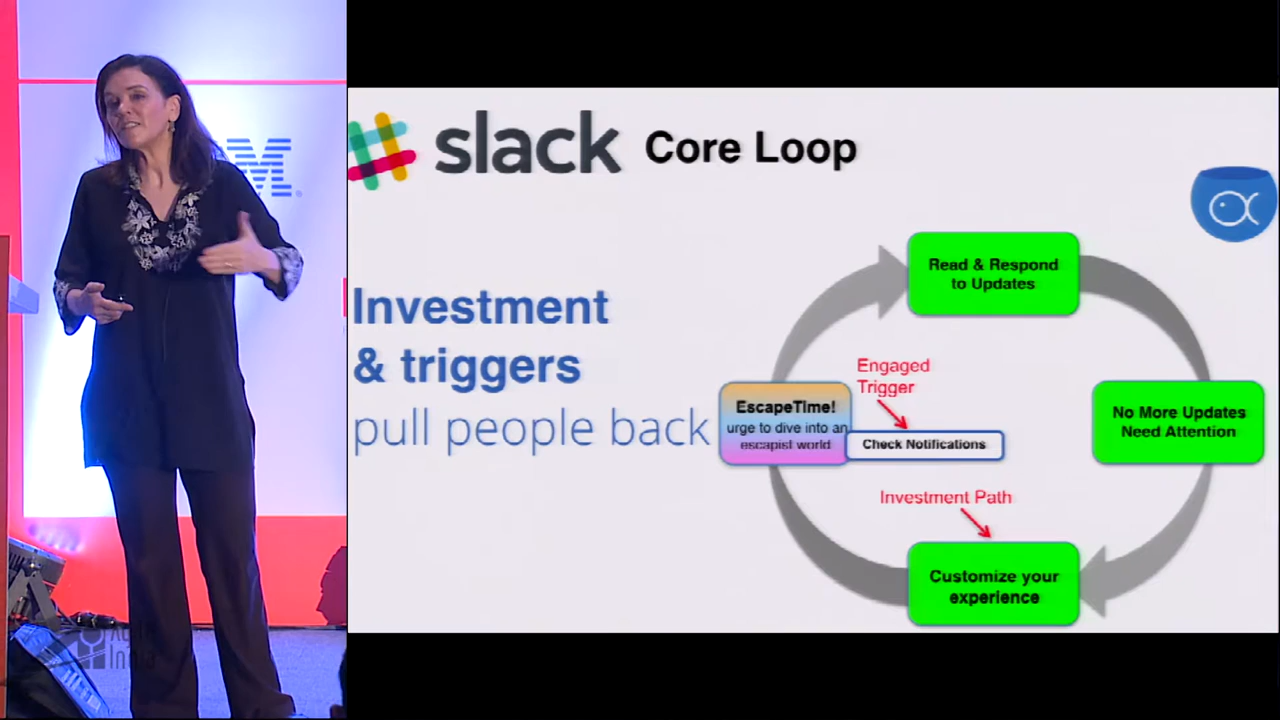 slack Core Loop
Investment
& triggers
pull people back
Read & Respond
to Updates
Engaged
Trigger
EscapeTime!
urge to dive into an
escapist world
Check Notifications
No More Updates
Need Attention
Investment Path
Customize your
experience
M
India